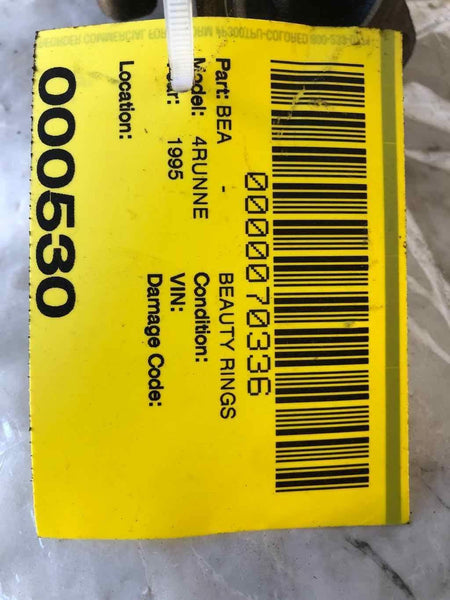 0000070336
Part: BEA - BEAUTY RINGS
Model: 4RUNNE Condition:
1995 VIN:
Damage Code:
Location:
000530